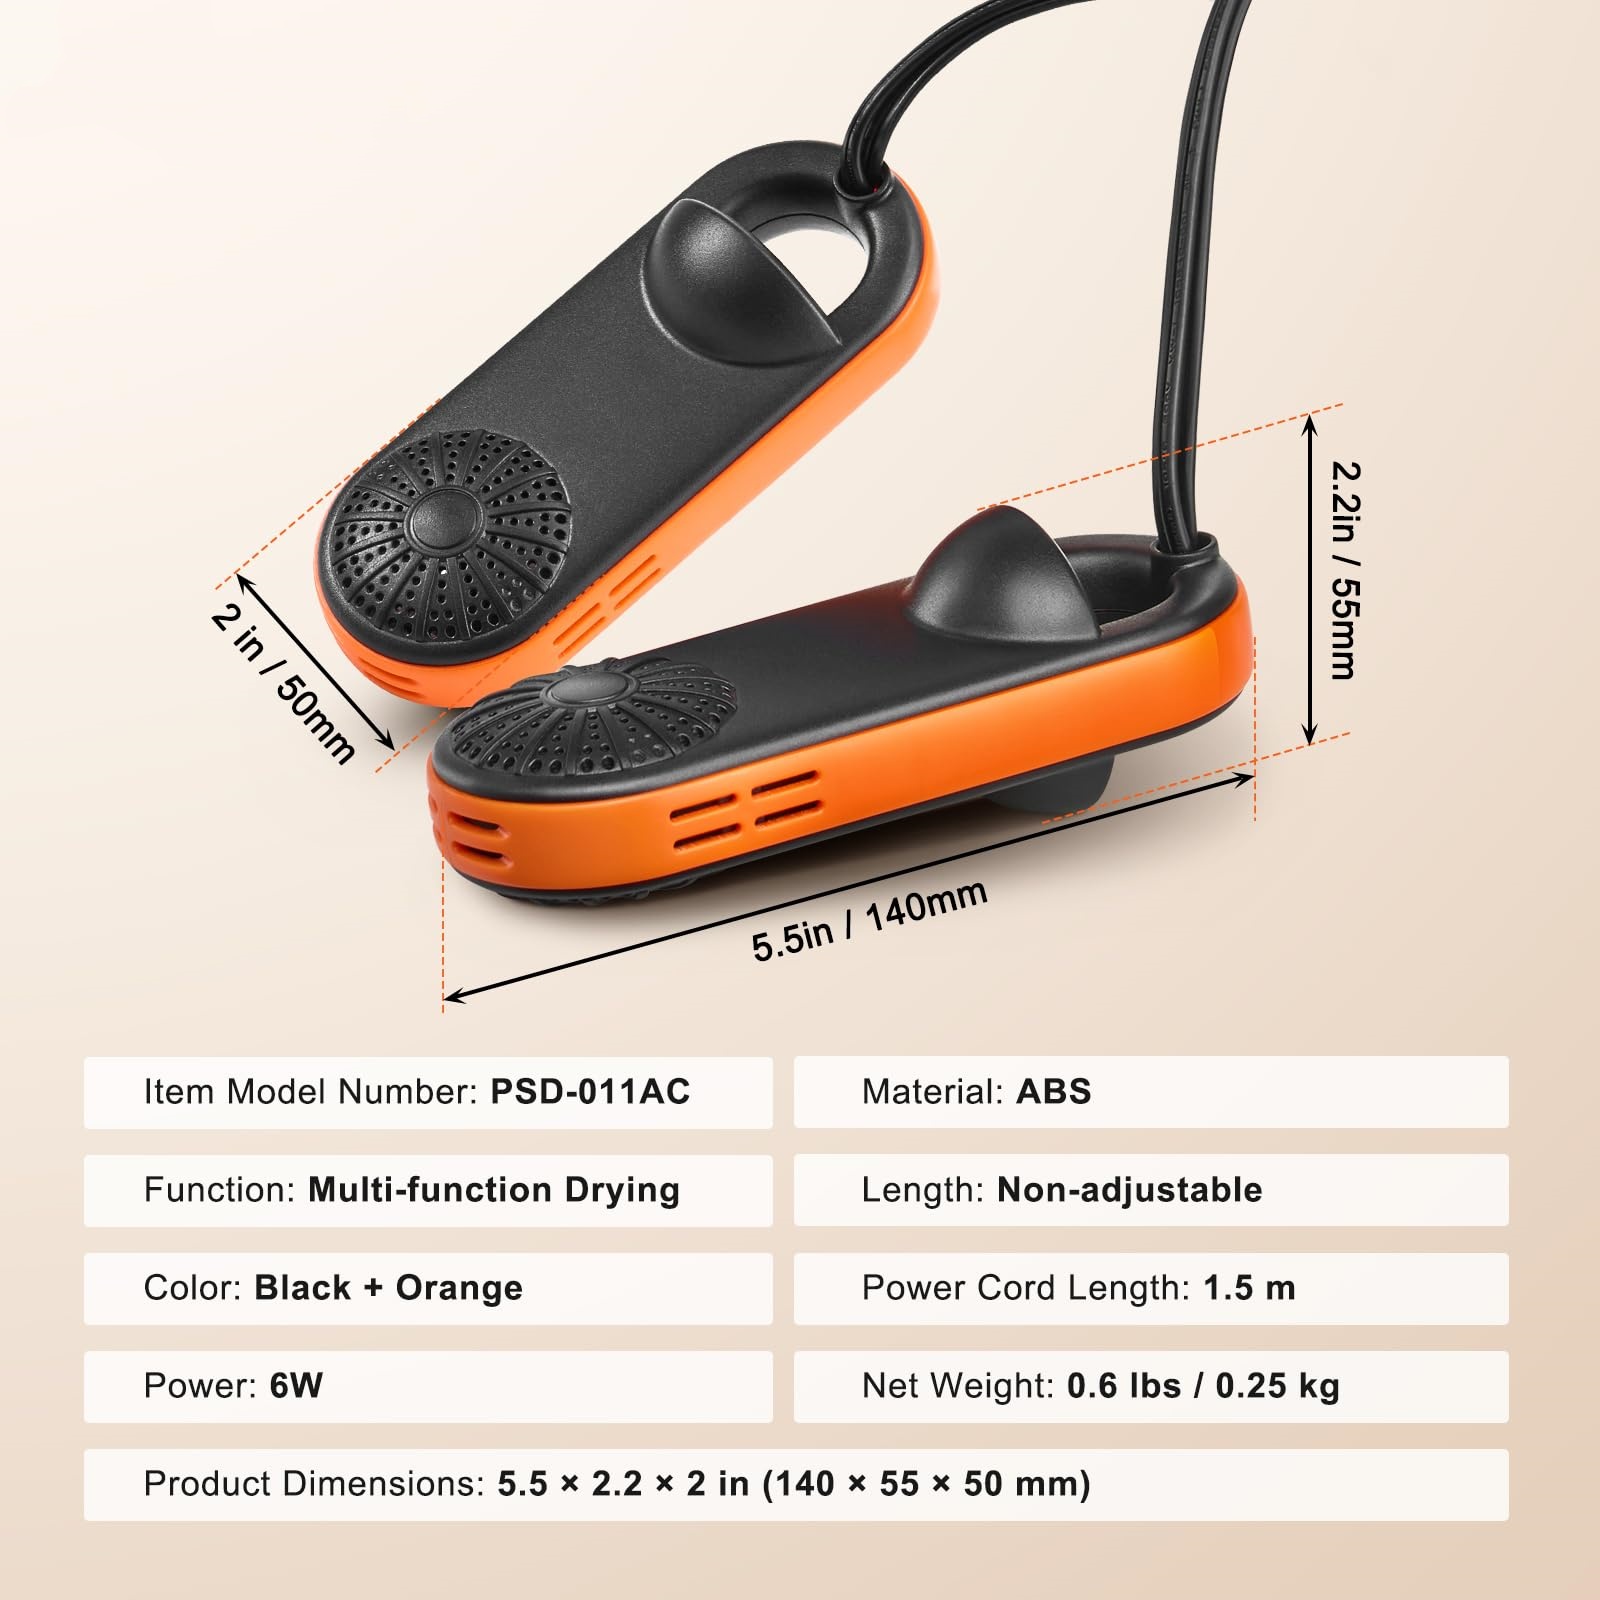 2 in / 50mm
2.2in / 55mm
5.5in / 140mm
Item Model Number: PSD-011AC
Material: ABS
Function: Multi-function Drying
Length: Non-adjustable
Color: Black + Orange
Power Cord Length: 1.5 m
Power: 6W
Net Weight: 0.6 lbs / 0.25 kg
Product Dimensions: 5.5 × 2.2 × 2 in (140 × 55 × 50 mm)